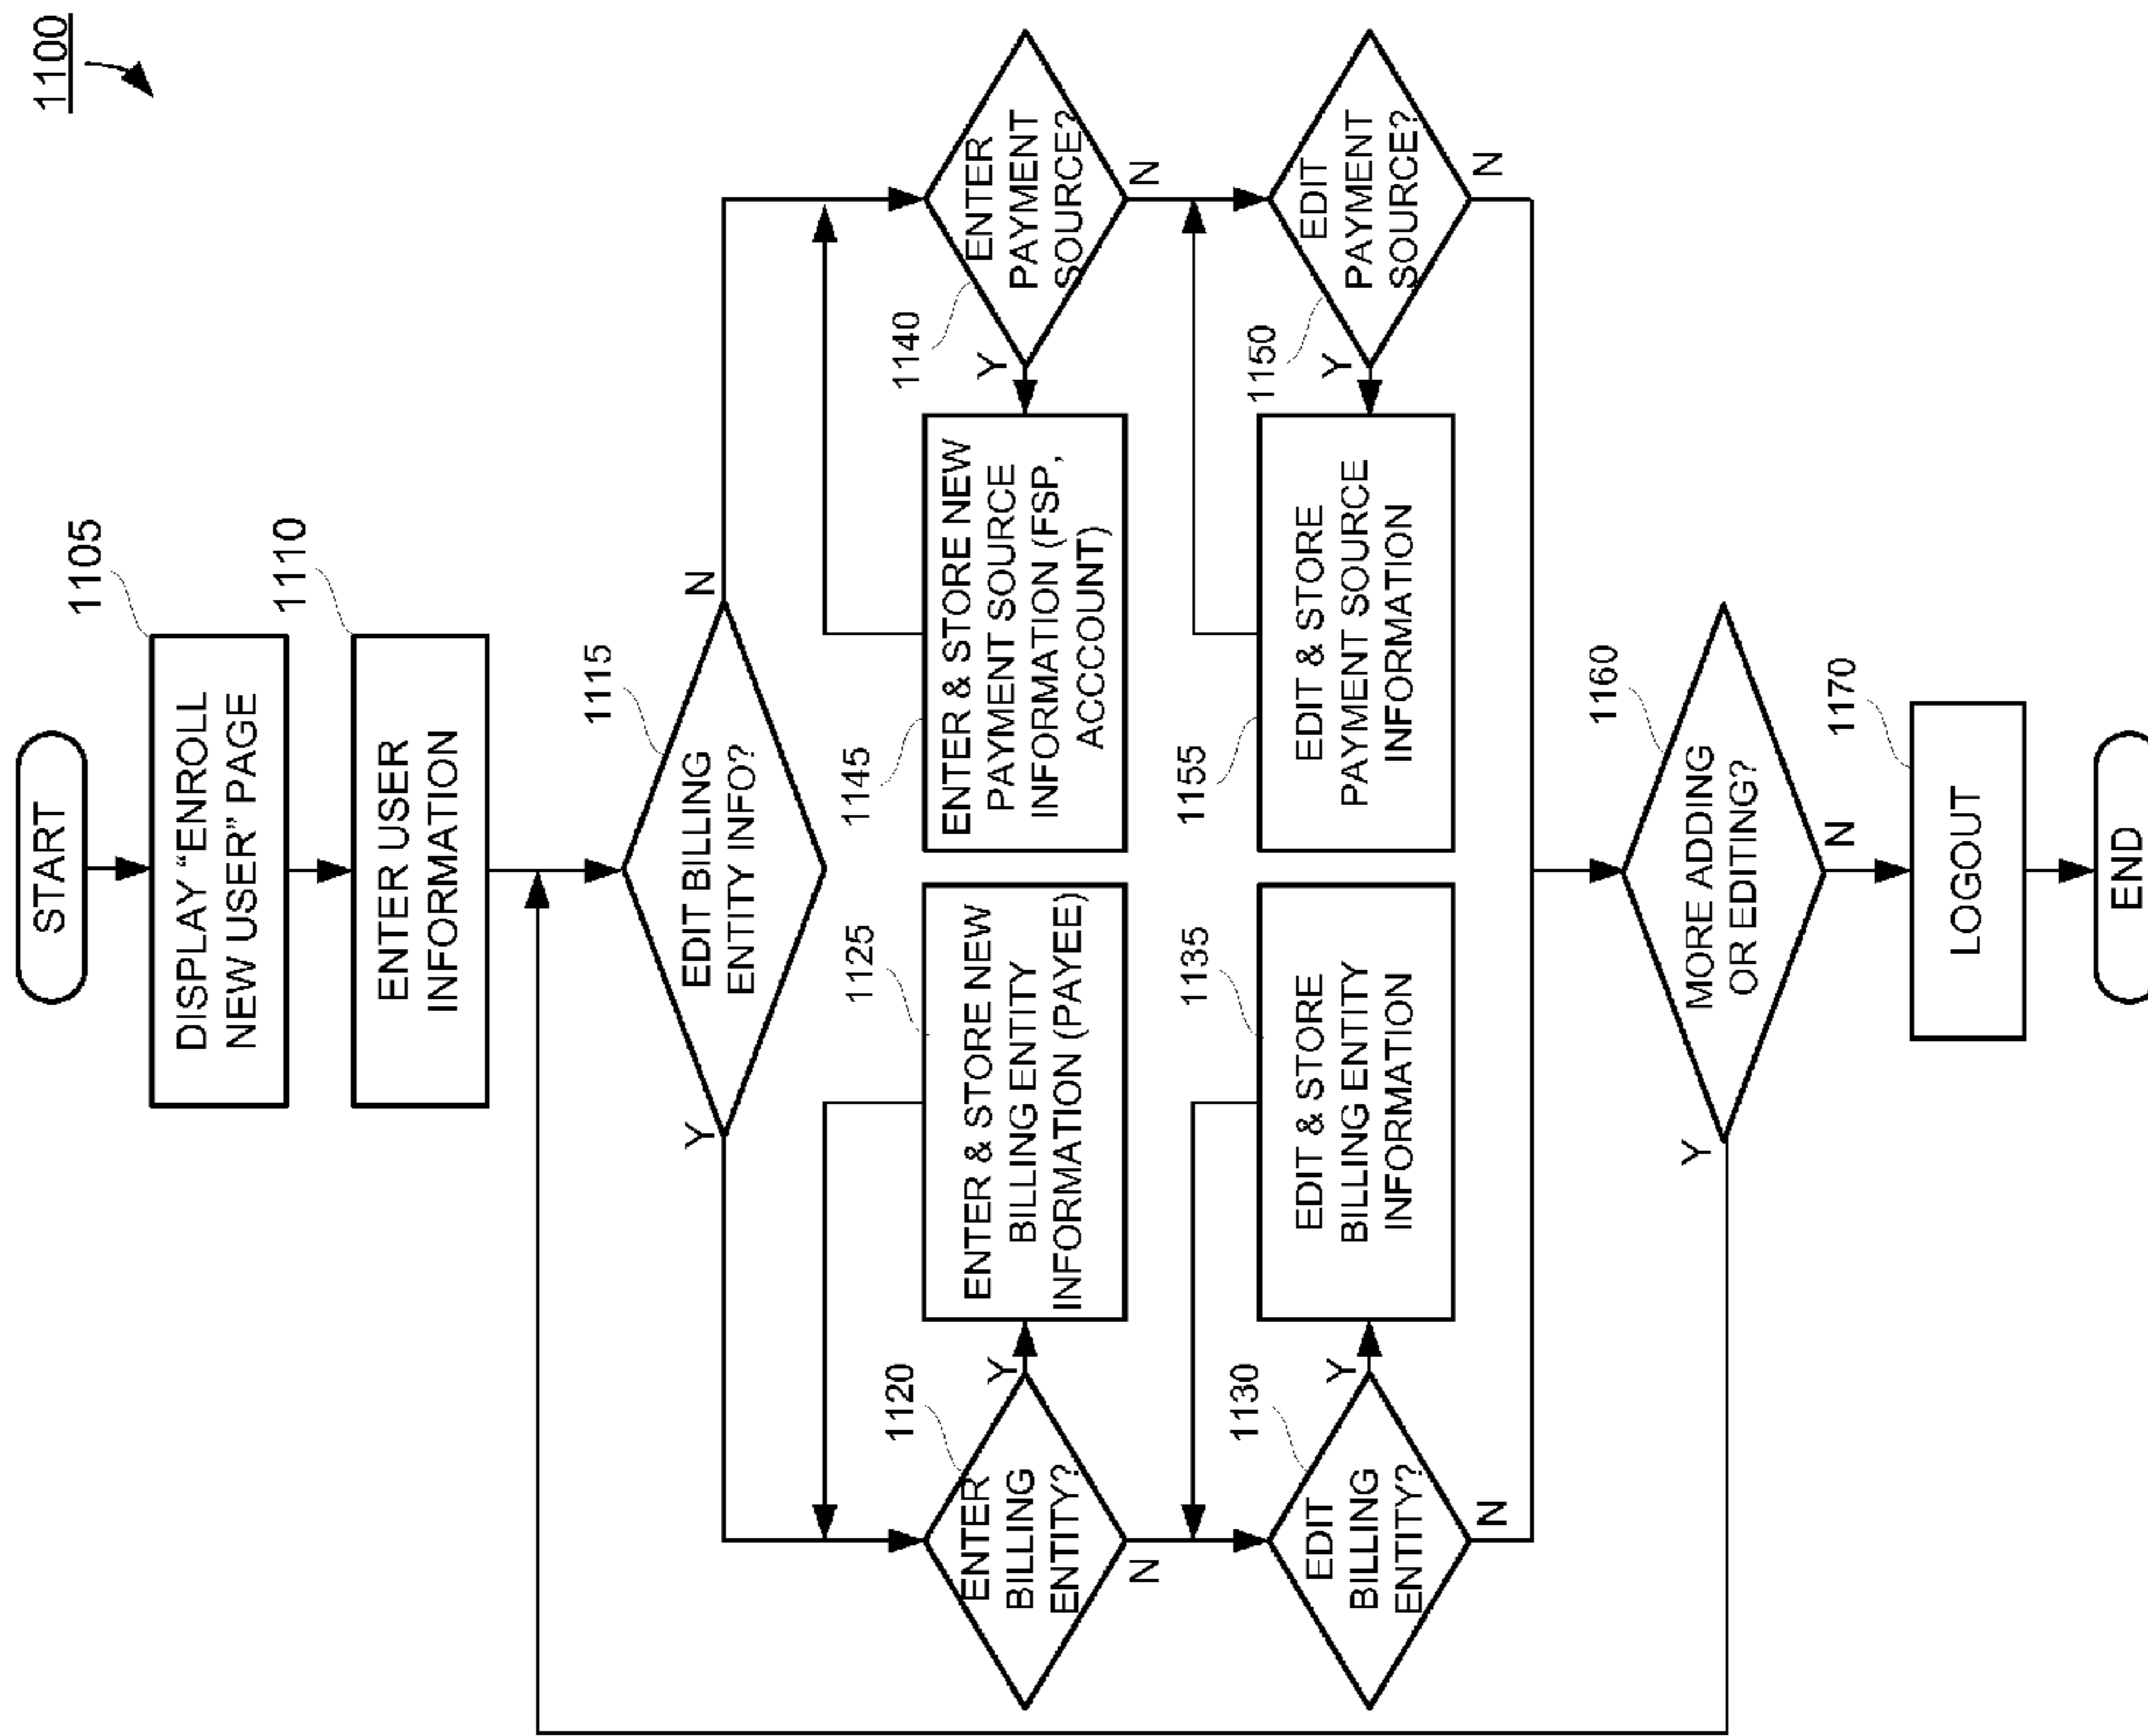 1100
START
1105
DISPLAY “ENROLL
NEW USER” PAGE
1110
ENTER USER
INFORMATION
1115
EDIT BILLING
ENTITY INFO?
Y
N
1120
ENTER
BILLING
ENTITY?
Y
N
1125
ENTER & STORE NEW
BILLING ENTITY
INFORMATION (PAYEE)
1145
ENTER & STORE NEW
PAYMENT SOURCE
INFORMATION (FSP,
ACCOUNT)
1140
ENTER
PAYMENT
SOURCE?
Y
N
1130
EDIT
BILLING
ENTITY?
Y
N
1135
EDIT & STORE
BILLING ENTITY
INFORMATION
1155
EDIT & STORE
PAYMENT SOURCE
INFORMATION
1150
EDIT
PAYMENT
SOURCE?
Y
N
1160
MORE ADDING
OR EDITING?
Y
N
1170
LOGOUT
END